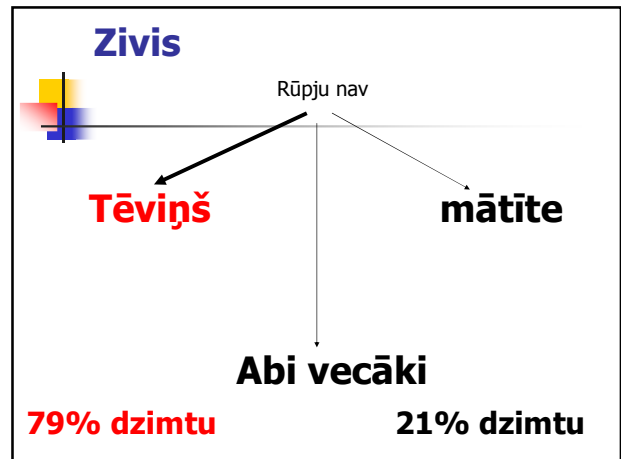 Zivis
Rūpju nav
Tēviņš mātīte
Abi vecāki
79% dzimtu 21% dzimtu